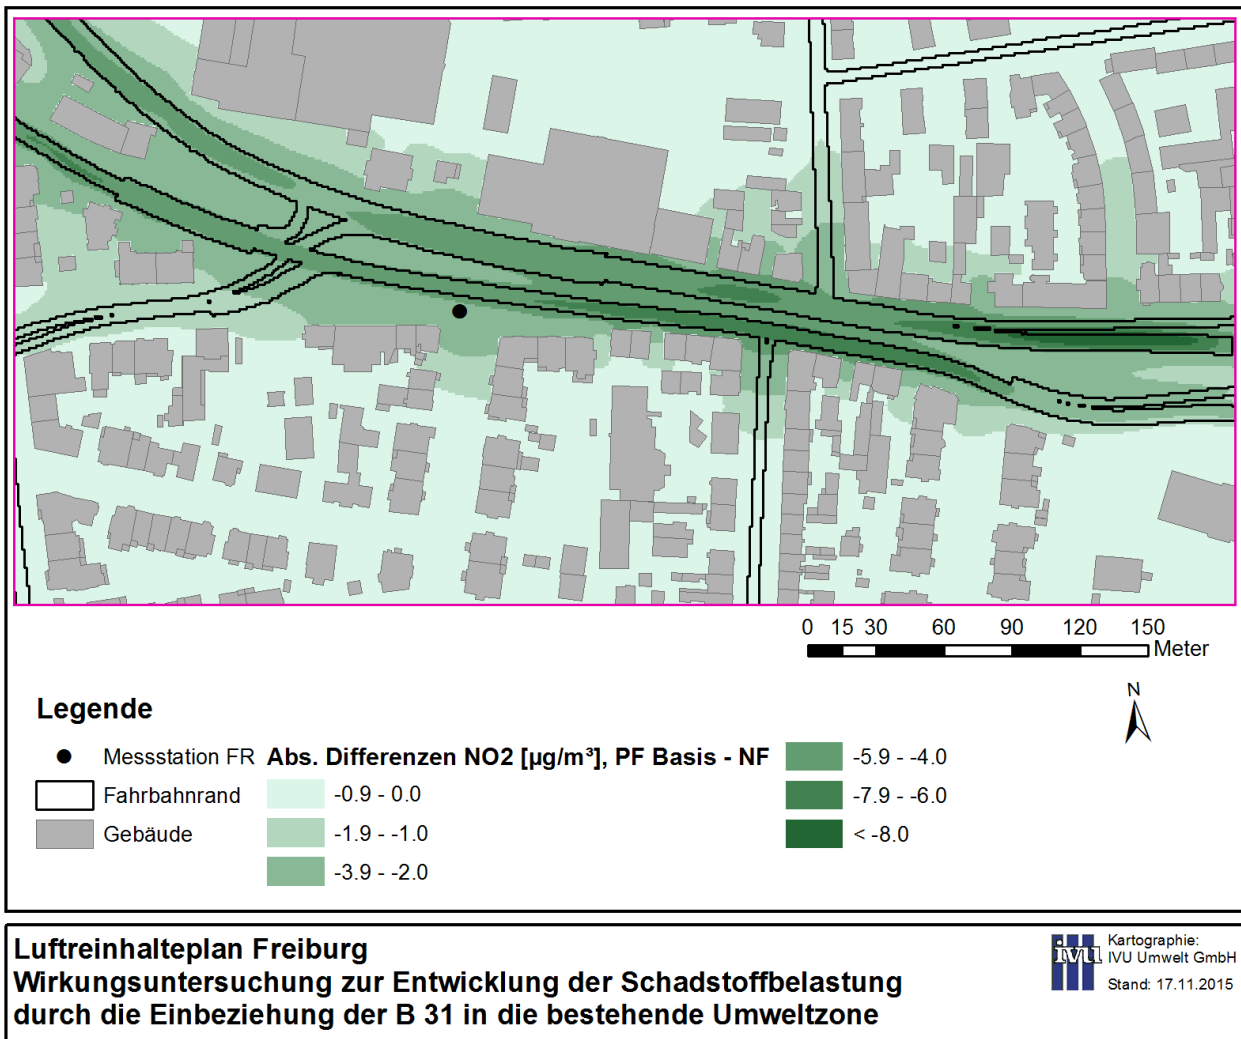 0 15 30 60 90 120 150
Meter
N
Legende
Messstation FR
Fahrbahnrand
Gebäude
Abs. Differenzen NO2 [µg/m³], PF Basis - NF
-0.9 - 0.0
-1.9 - -1.0
-3.9 - -2.0
-5.9 - -4.0
-7.9 - -6.0
< -8.0
Luftreinhalteplan Freiburg
Wirkungsuntersuchung zur Entwicklung der Schadstoffbelastung
durch die Einbeziehung der B 31 in die bestehende Umweltzone
ivu
Kartographie:
IVU Umwelt GmbH
Stand: 17.11.2015